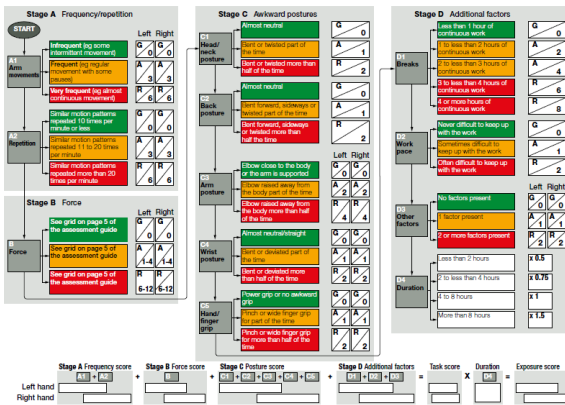 Stage A Frequency/repetition
START
Left Right
A1
Arm
movements
Infrequent (eg some
intermittent movement)
G 0 G 0
Frequent (eg regular
movement with some
pauses)
A 3 A 3
Very frequent (eg almost
continuous movement)
R 6 R 6
A2
Repetition
Similar motion patterns
repeated 10 times per
minute or less
G 0 G 0
Similar motion patterns
repeated 11 to 20 times
per minute
A 3 A 3
Similar motion patterns
repeated more than 20
times per minute
R 6 R 6
Stage B Force
Left Right
B
Force
See grid on page 5 of
the assessment guide
G 0 G 0
See grid on page 5 of
the assessment guide
A 1-4 A 1-4
See grid on page 5 of
the assessment guide
R 6-12 R 6-12
Stage C Awkward postures
C1
Head/
neck
posture
Almost neutral
G 0
Bent or twisted part of
the time
A 1
Bent or twisted more than
half of the time
R 2
C2
Back
posture
Almost neutral
G 0
Bent forward, sideways or
twisted part of the time
A 1
Bent forward, sideways
or twisted more than
half of the time
R 2
Left Right
C3
Arm
posture
Elbow close to the body
or the arm is supported
G 0 G 0
Elbow raised away from
the body part of the time
A 2 A 2
Elbow raised away from
the body more than half
of the time
R 4 R 4
C4
Wrist
posture
Almost neutral/straight
G 0 G 0
Bent or deviated part of
the time
A 1 A 1
Bent or deviated more
than half of the time
R 2 R 2
C5
Hand/
finger
grip
Power grip or no awkward
grip
G 0 G 0
Pinch or wide finger grip
for part of the time
A 1 A 1
Pinch or wide finger grip
for more than half of the
time
R 2 R 2
Stage D Additional factors
D1
Breaks
Less than 1 hour of
continuous work
G 0
1 to less than 2 hours of
continuous work
A 2
2 to less than 3 hours of
continuous work
A 4
3 to less than 4 hours of
continuous work
R 6
4 or more hours of
continuous work
R 8
D2
Work
pace
Never difficult to keep up
with the work
G 0
Sometimes difficult to
keep up with the work
A 1
Often difficult to keep up
with the work
R 2
Left Right
D3
Other
factors
No factors present
G 0 G 0
1 factor present
A 1 A 1
2 or more factors present
R 2 R 2
D4
Duration
Less than 2 hours
x 0.5
2 to less than 4 hours
x 0.75
4 to 8 hours
x 1
More than 8 hours
x 1.5
Stage A Frequency score + Stage B Force score + Stage C Posture score + Stage D Additional factors = Task score X Duration = Exposure score
A1 + A2 B C1 + C2 + C3 + C4 + C5 D1 + D2 + D3 D4
Left hand
Right hand